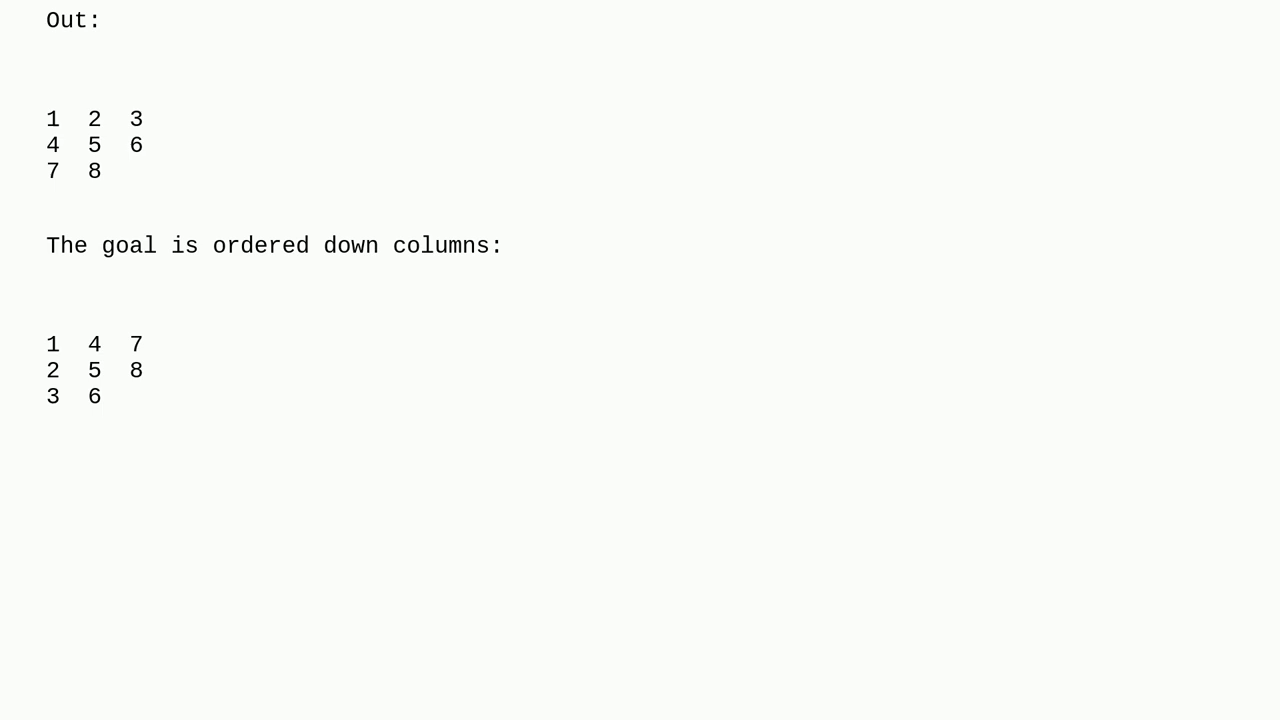 Out:
1  2  3
4  5  6
7  8
The goal is ordered down columns:
1  4  7
2  5  8
3  6